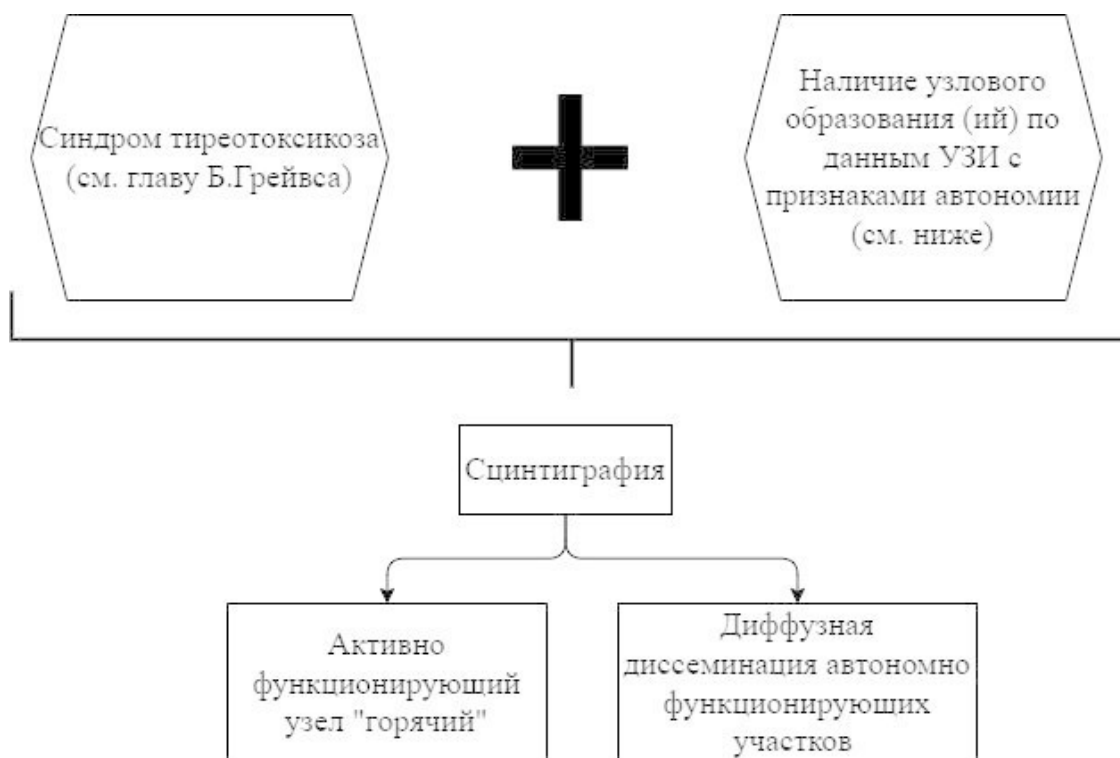 Синдром тиреотоксикоза
(см. главу Б.Грейвса)
Наличие узлового
образования (ий) по
данным УЗИ с
признаками автономии
(см. ниже)
Сцинтиграфия
Активно
функционирующий
узел "горячий"
Диффузная
диссеминация автономно
функционирующих
участков